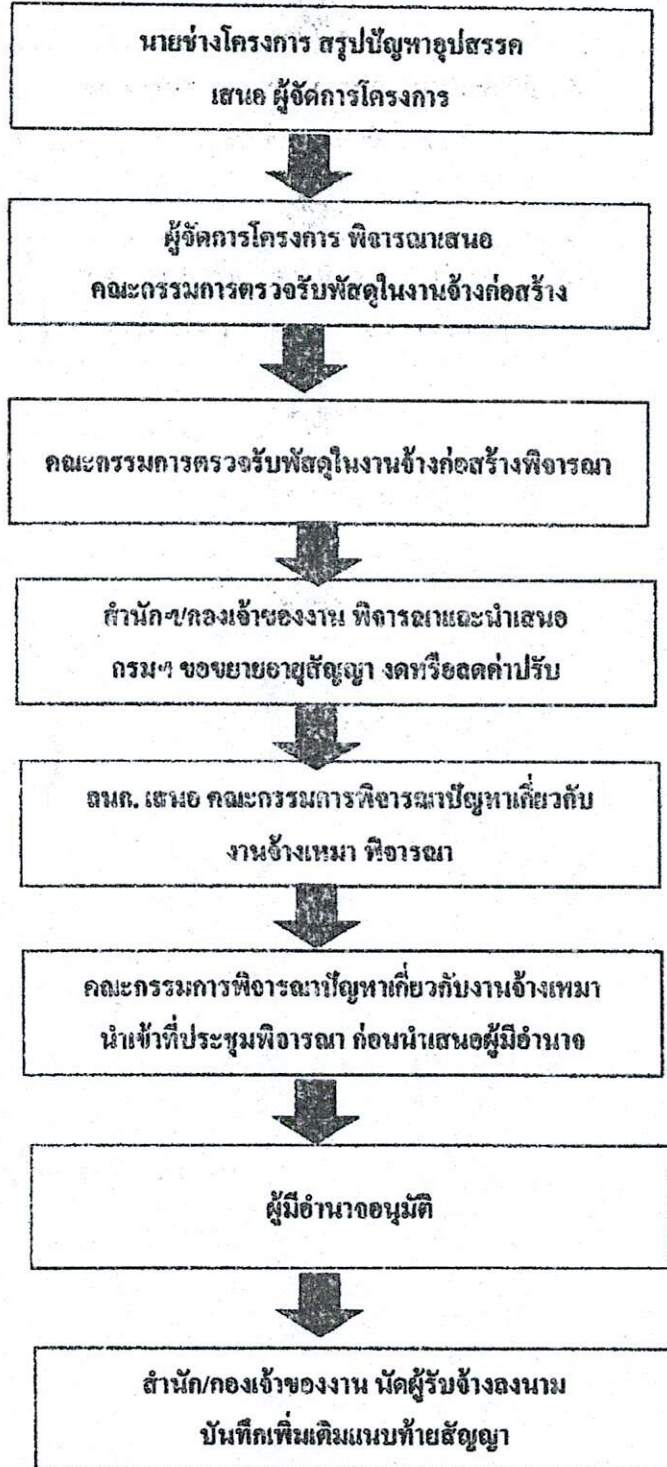 นายช่างโครงการ สรุปปัญหาอุปสรรค
เสนอ ผู้จัดการโครงการ
ผู้จัดการโครงการ พิจารณาเสนอ
คณะกรรมการตรวจรับพัสดุในงานจ้างก่อสร้าง
คณะกรรมการตรวจรับพัสดุในงานจ้างก่อสร้างพิจารณา
สำนักฯ/กองเจ้าของงาน พิจารณาและนำเสนอ
กรมฯ ขอขยายอายุสัญญา งดหรือลดค่าปรับ
สนก. เสนอ คณะกรรมการพิจารณาปัญหาเกี่ยวกับ
งานจ้างเหมา พิจารณา
คณะกรรมการพิจารณาปัญหาเกี่ยวกับงานจ้างเหมา
นำเข้าที่ประชุมพิจารณา ก่อนนำเสนอผู้มีอำนาจ
ผู้มีอำนาจอนุมัติ
สำนัก/กองเจ้าของงาน นัดผู้รับจ้างลงนาม
บันทึกเพิ่มเติมแนบท้ายสัญญา